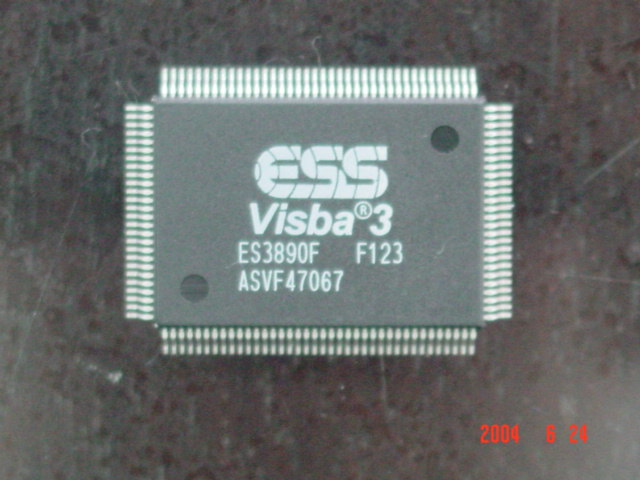 ESS
Visba®3
ES3890F F123
ASVF47067
2004 6 24